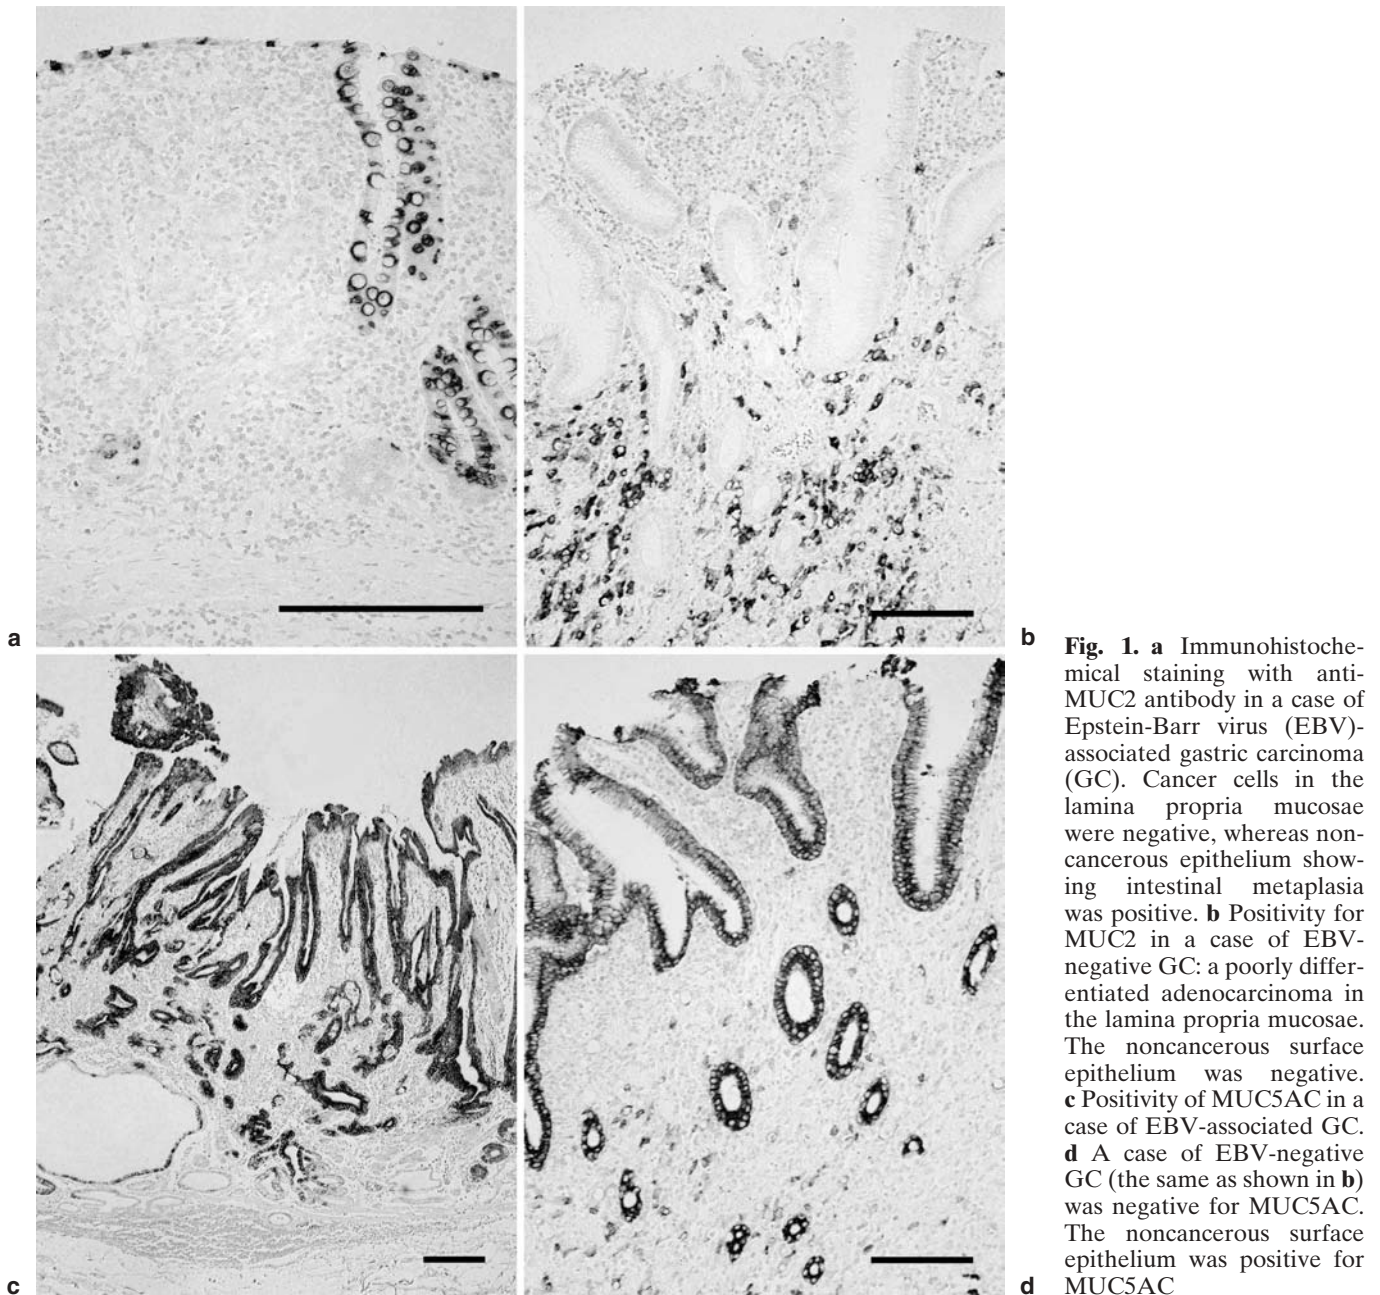 a
b
c
d
Fig. 1. a Immunohistoche-
mical staining with anti-
MUC2 antibody in a case of
Epstein-Barr virus (EBV)-
associated gastric carcinoma
(GC). Cancer cells in the
lamina propria mucosae
were negative, whereas non-
cancerous epithelium show-
ing intestinal metaplasia
was positive. b Positivity for
MUC2 in a case of EBV-
negative GC: a poorly differ-
entiated adenocarcinoma in
the lamina propria mucosae.
The noncancerous surface
epithelium was negative.
c Positivity of MUC5AC in a
case of EBV-associated GC.
d A case of EBV-negative
GC (the same as shown in b)
was negative for MUC5AC.
The noncancerous surface
epithelium was positive for
MUC5AC